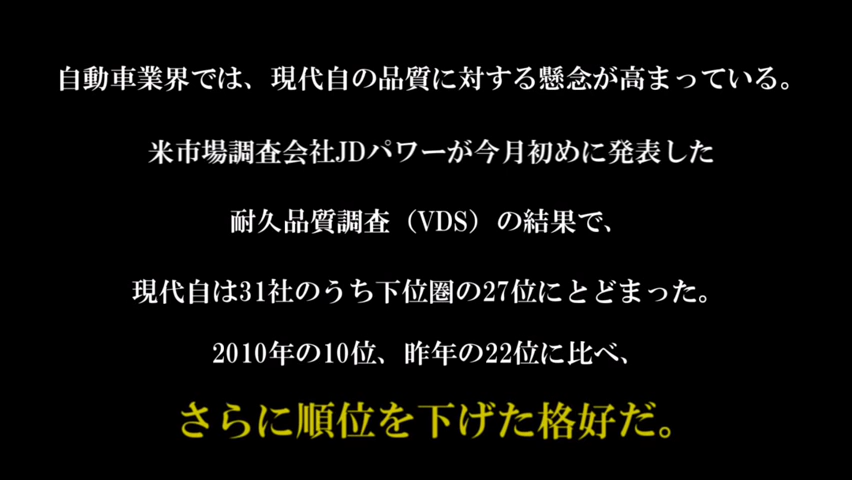 自動車業界では、現代自の品質に対する懸念が高まっている。
米市場調査会社JDパワーが今月初めに発表した
耐久品質調査（VDS）の結果で、
現代自は31社のうち下位圏の27位にとどまった。
2010年の10位、昨年の22位に比べ、
さらに順位を下げた格好だ。